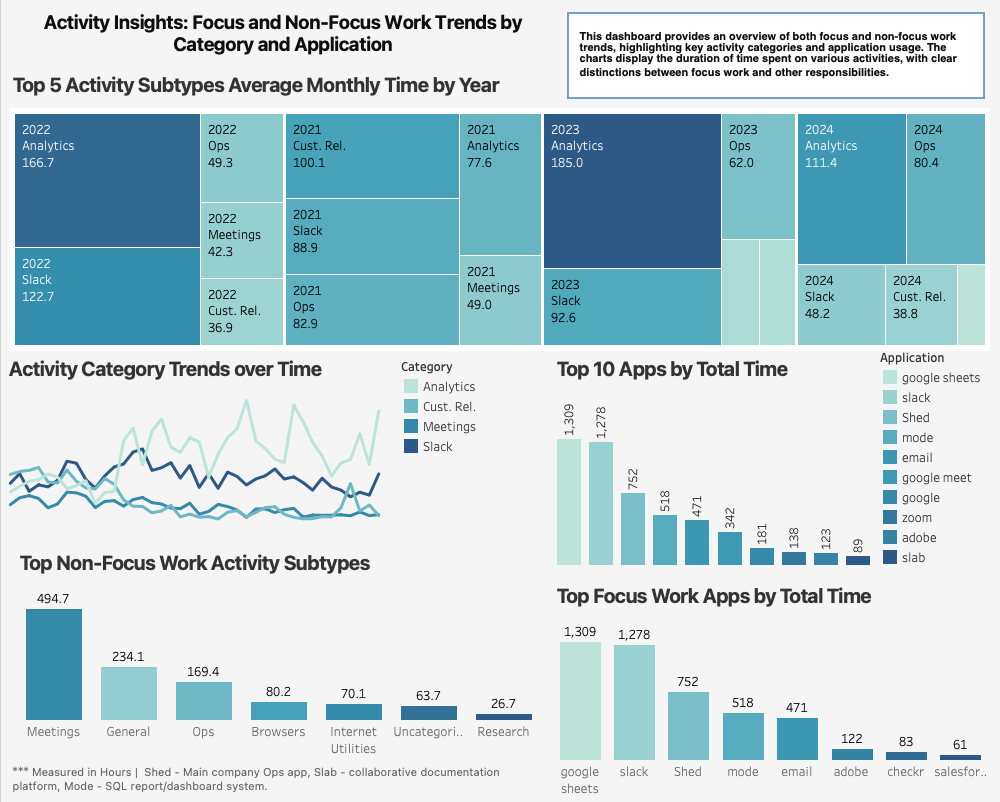 Activity Insights: Focus and Non-Focus Work Trends by
Category and Application
This dashboard provides an overview of both focus and non-focus work
trends, highlighting key activity categories and application usage. The
charts display the duration of time spent on various activities, with clear
distinctions between focus work and other responsibilities.
Top 5 Activity Subtypes Average Monthly Time by Year
2022
Analytics
166.7
2022
Slack
122.7
2022
Ops
49.3
2022
Meetings
42.3
2022
Cust. Rel.
36.9
2021
Cust. Rel.
100.1
2021
Slack
88.9
2021
Ops
82.9
2021
Analytics
77.6
2021
Meetings
49.0
2023
Analytics
185.0
2023
Slack
92.6
2023
Ops
62.0
2024
Analytics
111.4
2024
Ops
80.4
2024
Slack
48.2
2024
Cust. Rel.
38.8
Activity Category Trends over Time
Category
Analytics
Cust. Rel.
Meetings
Slack
Top 10 Apps by Total Time
1,309
1,278
752
518
471
342
181
138
123
89
Application
google sheets
slack
Shed
mode
email
google meet
google
zoom
adobe
slab
Top Non-Focus Work Activity Subtypes
494.7
234.1
169.4
80.2
70.1
63.7
26.7
Meetings
General
Ops
Browsers
Internet
Utilities
Uncategori..
Research
Top Focus Work Apps by Total Time
1,309
1,278
752
518
471
122
83
61
google
sheets
slack
Shed
mode
email
adobe
checkr
salesfor..
*** Measured in Hours | Shed - Main company Ops app, Slab - collaborative documentation
platform, Mode - SQL report/dashboard system.